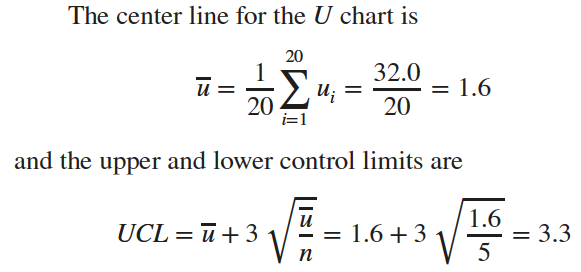 The center line for the U chart is
ū = 1/20 ∑_{i=1}^{20} u_i = 32.0/20 = 1.6
and the upper and lower control limits are
UCL = ū + 3 √(ū/n) = 1.6 + 3 √(1.6/5) = 3.3